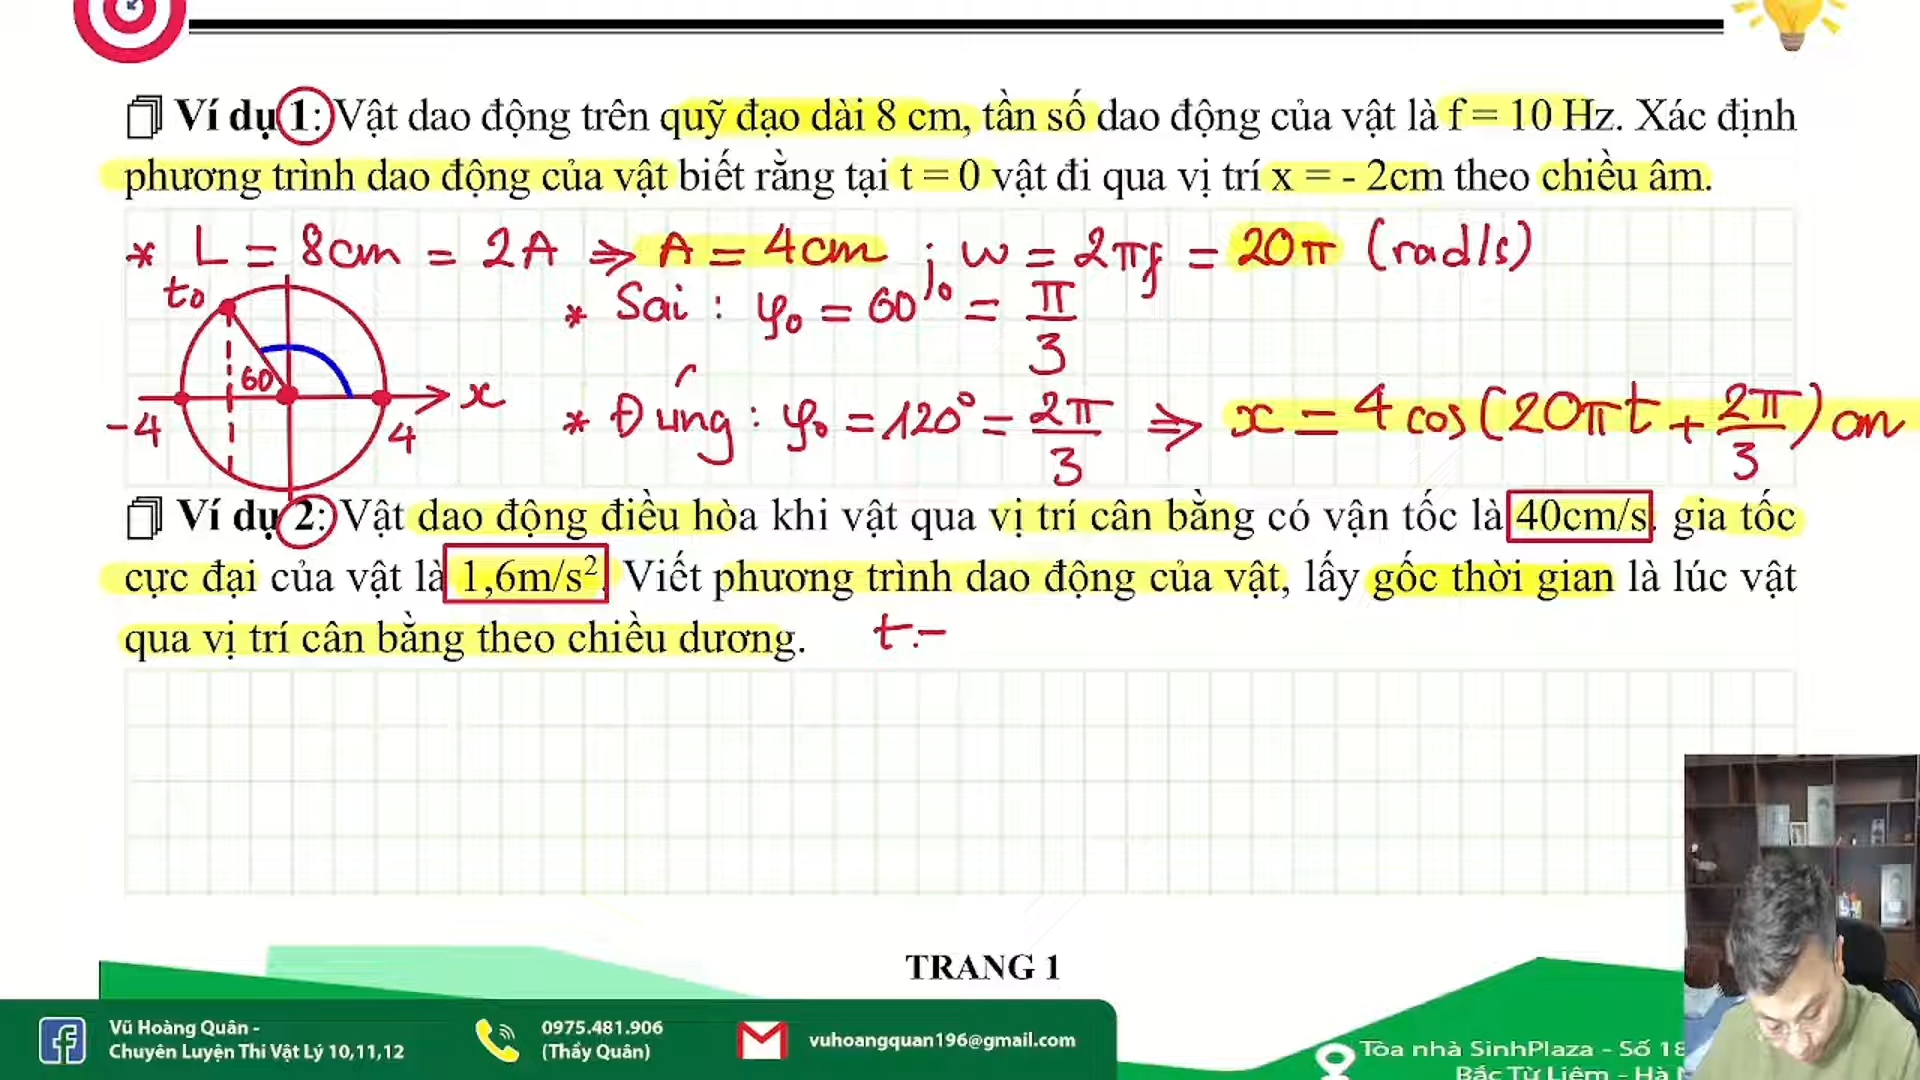 Ví dụ 1: Vật dao động trên quỹ đạo dài 8 cm, tần số dao động của vật là f = 10 Hz. Xác định
phương trình dao động của vật biết rằng tại t = 0 vật đi qua vị trí x = - 2cm theo chiều âm.
* L = 8cm = 2A ⇒ A = 4cm ; ω = 2πf = 20π (rad/s)
t₀
* Sai : φ₀ = 60° = π/3
60
-4
4
x
* Đúng : φ₀ = 120° = 2π/3 ⇒ x = 4cos(20πt + 2π/3) cm
Ví dụ 2: Vật dao động điều hòa khi vật qua vị trí cân bằng có vận tốc là 40cm/s. gia tốc
cực đại của vật là 1,6m/s². Viết phương trình dao động của vật, lấy gốc thời gian là lúc vật
qua vị trí cân bằng theo chiều dương.
TRANG 1
Vũ Hoàng Quân -
Chuyên Luyện Thi Vật Lý 10,11,12
0975.481.906
(Thầy Quân)
vuhoangquan196@gmail.com
Tòa nhà SinhPlaza - Số 18
Bắc Từ Liêm - Hà